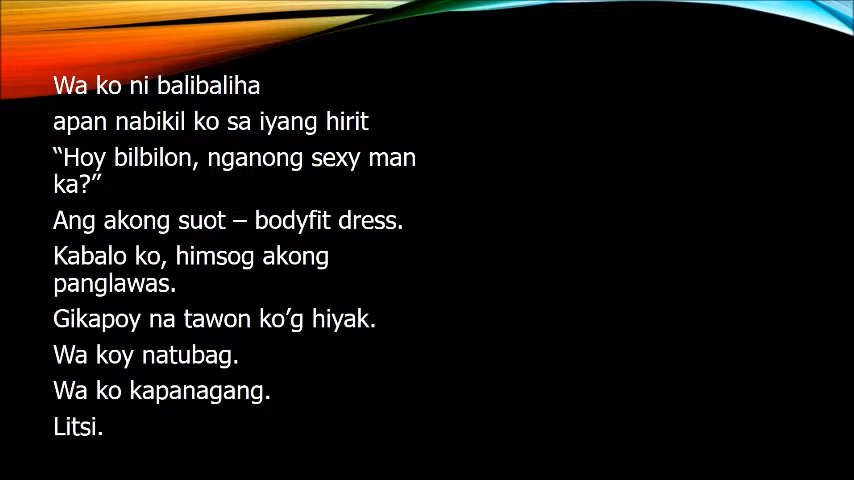 Wa ko ni balibaliha
apan nabikil ko sa iyang hirit
“Hoy bilbilon, nganong sexy man
ka?”
Ang akong suot – bodyfit dress.
Kabalo ko, himsog akong
panglawas.
Gikapoy na tawon ko’g hiyak.
Wa koy natubag.
Wa ko kapanagang.
Litsi.